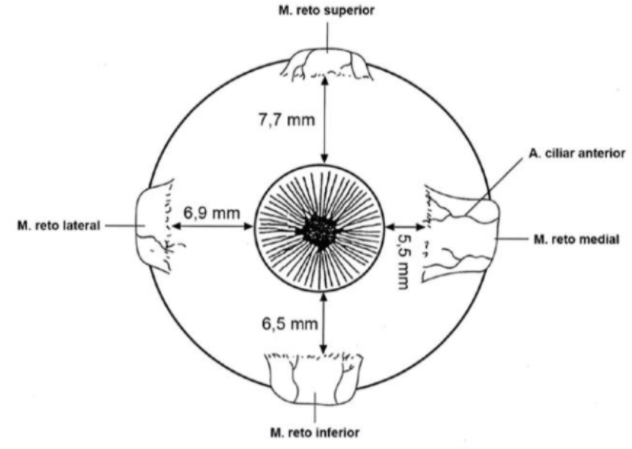 M. reto superior
7,7 mm
A. ciliar anterior
6,9 mm
M. reto lateral
5,5 mm
M. reto medial
6,5 mm
M. reto inferior